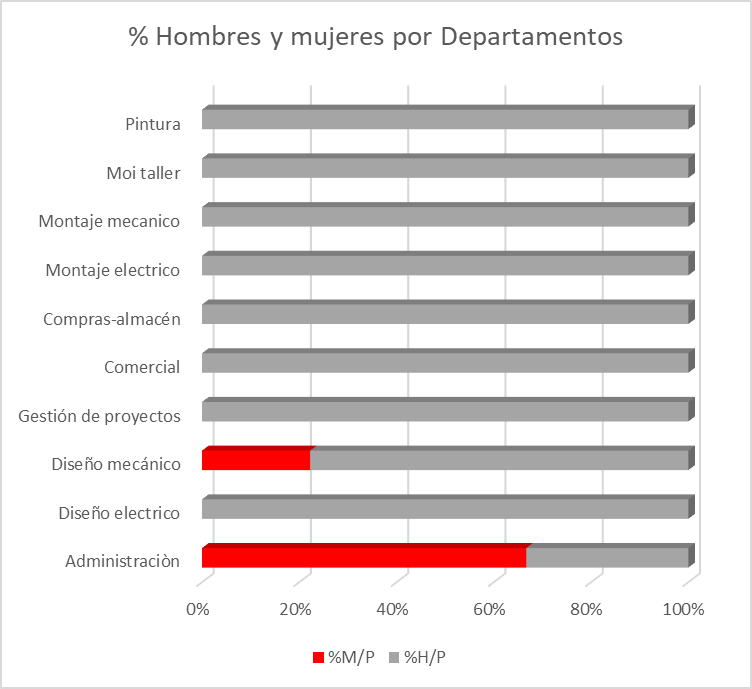 % Hombres y mujeres por Departamentos
Pintura
Moi taller
Montaje mecanico
Montaje electrico
Compras-almacén
Comercial
Gestión de proyectos
Diseño mecánico
Diseño electrico
Administraciòn
0% 20% 40% 60% 80% 100%
%M/P %H/P